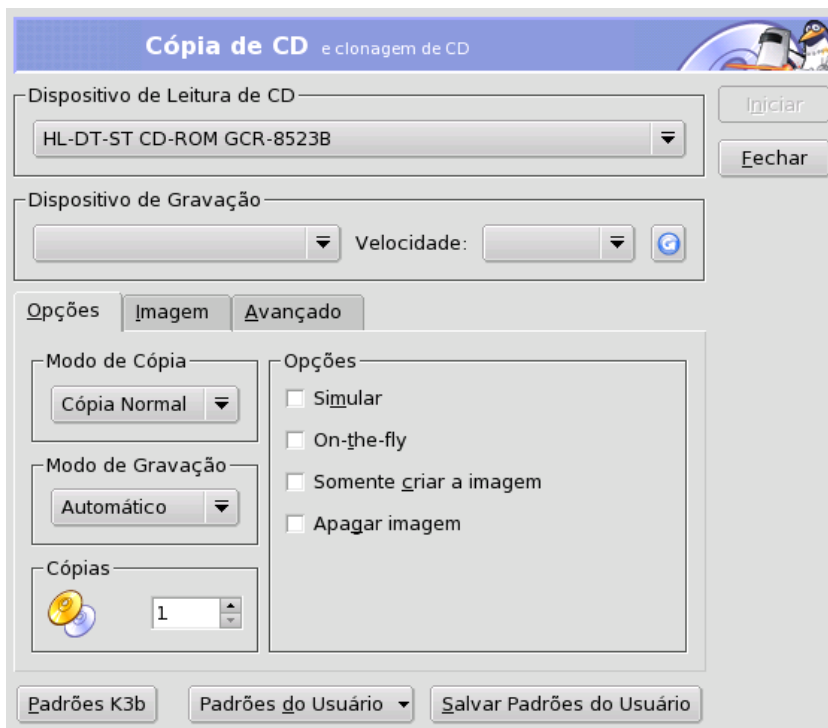 Cópia de CD e clonagem de CD
Dispositivo de Leitura de CD
Iniciar
HL-DT-ST CD-ROM GCR-8523B
Fechar
Dispositivo de Gravação
Velocidade:
Opções Imagem Avançado
Modo de Cópia
Cópia Normal
Modo de Gravação
Automático
Cópias
1
Opções
Simular
On-the-fly
Somente criar a imagem
Apagar imagem
Padrões K3b Padrões do Usuário Salvar Padrões do Usuário